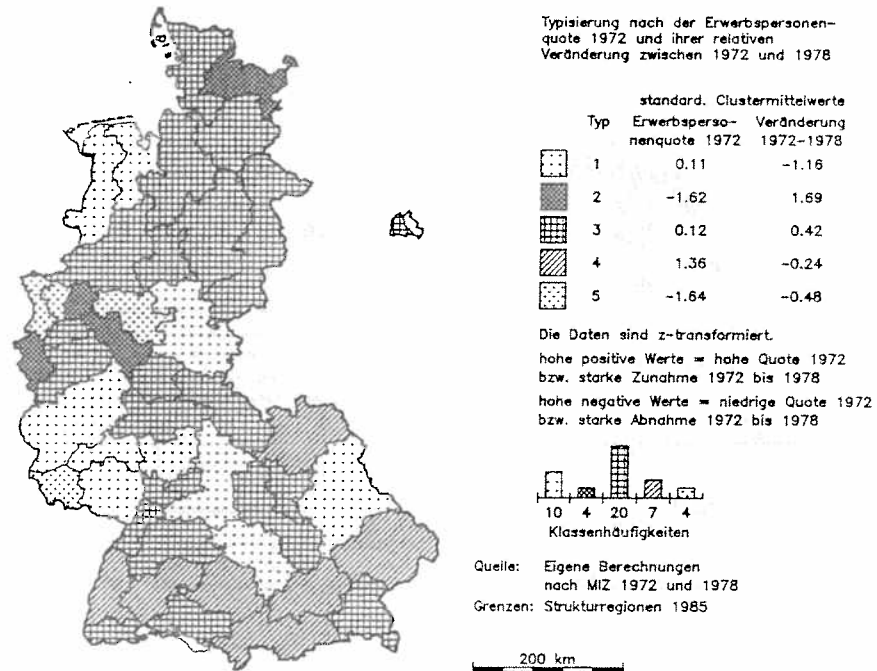 Typisierung nach der Erwerbspersonen-
quote 1972 und ihrer relativen
Veränderung zwischen 1972 und 1978
standard. Clustermittelwerte
Typ Erwerbsperso- Veränderung
nenquote 1972 1972-1978
1 0.11 -1.16
2 -1.62 1.69
3 0.12 0.42
4 1.36 -0.24
5 -1.64 -0.48
Die Daten sind z-transformiert.
hohe positive Werte = hohe Quote 1972
bzw. starke Zunahme 1972 bis 1978
hohe negative Werte = niedrige Quote 1972
bzw. starke Abnahme 1972 bis 1978
10 4 20 7 4
Klassenhäufigkeiten
Quelle: Eigene Berechnungen
nach MIZ 1972 und 1978
Grenzen: Strukturregionen 1985
200 km